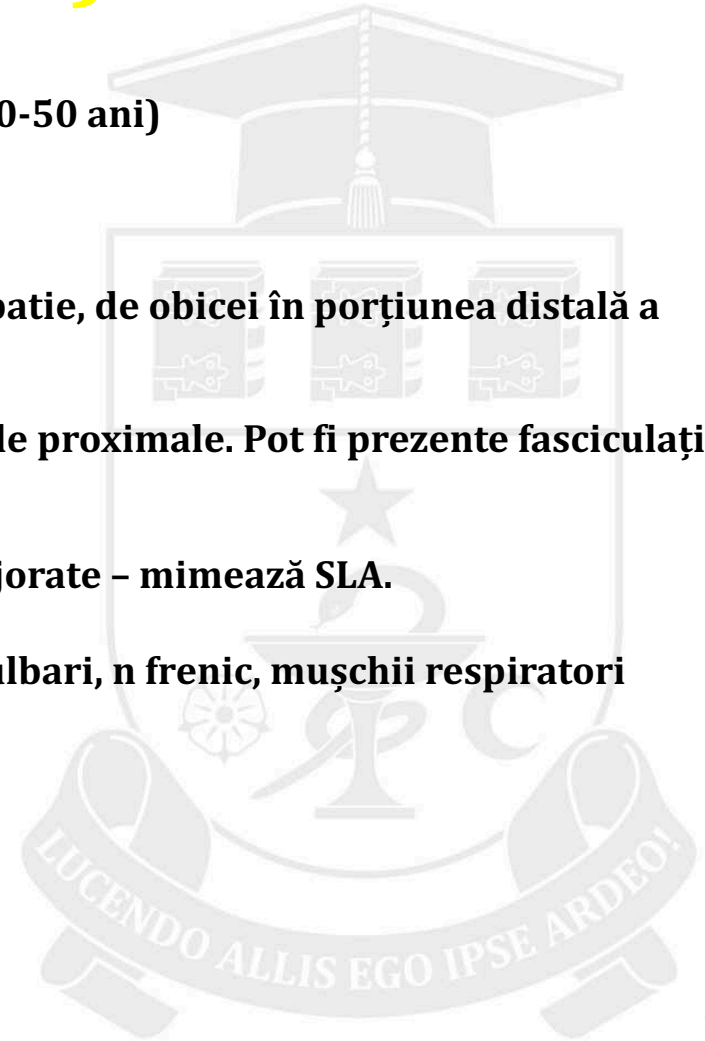 0-50 ani)
patie, de obicei în porțiunea distală a
le proximale. Pot fi prezente fasciculați
jorate – mimează SLA.
ulbari, n frenic, mușchii respiratori
LUCENDO ALLIS EGO IPSE ARDEO!